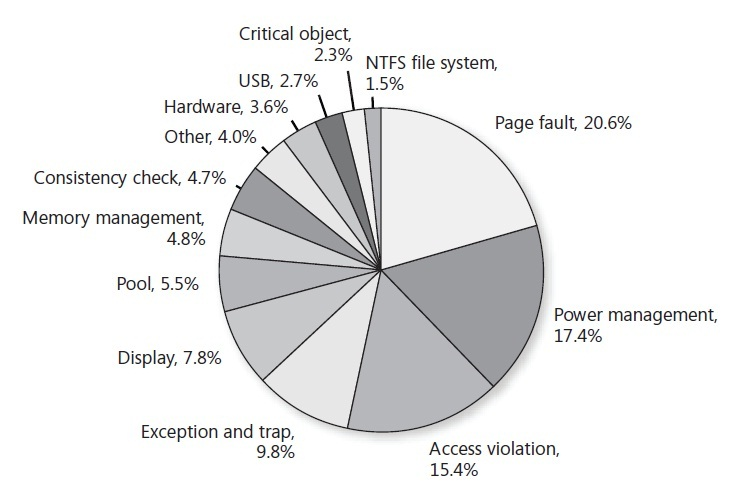 Critical object,
2.3%
NTFS file system,
1.5%
USB, 2.7%
Hardware, 3.6%
Other, 4.0%
Page fault, 20.6%
Consistency check, 4.7%
Memory management,
4.8%
Pool, 5.5%
Power management,
17.4%
Display, 7.8%
Exception and trap,
9.8%
Access violation,
15.4%